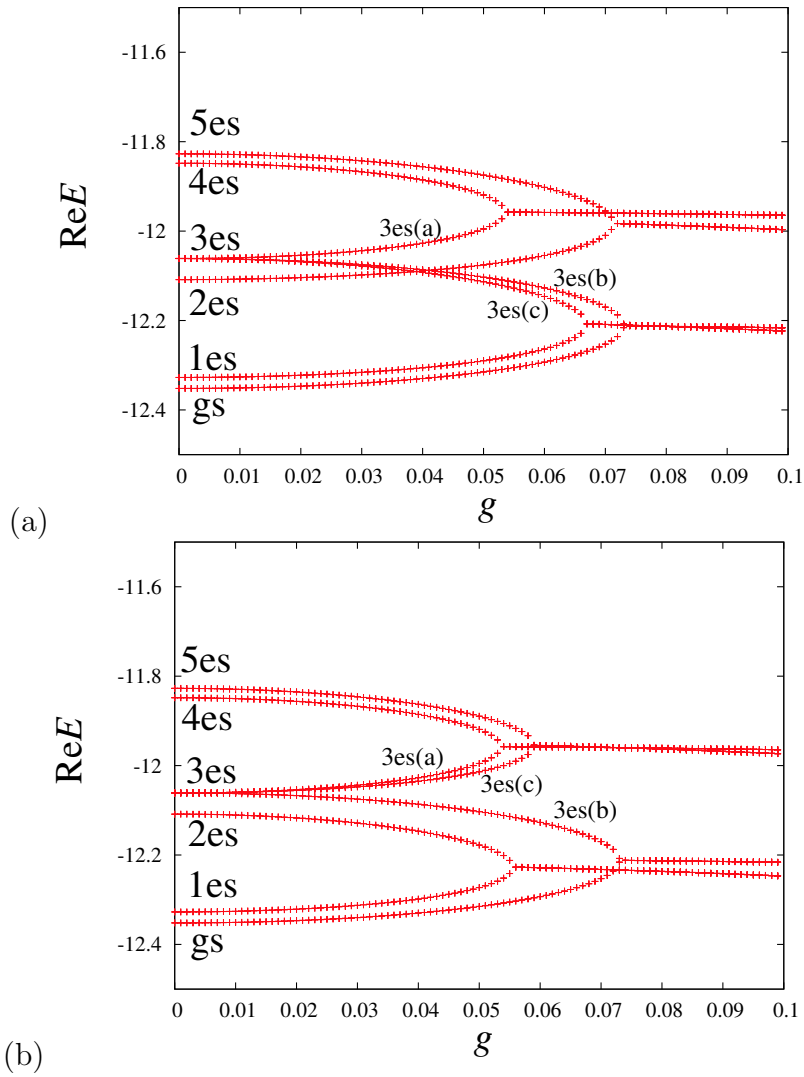 -11.6
5es
-11.8
4es
3es(a)
ReE
3es
-12
2es
3es(b)
3es(c)
-12.2
1es
gs
-12.4
0 0.01 0.02 0.03 0.04 0.05 0.06 0.07 0.08 0.09 0.1
g
(a)
-11.6
5es
-11.8
4es
3es(a)
ReE
3es
-12
3es(c)
3es(b)
2es
-12.2
1es
gs
-12.4
0 0.01 0.02 0.03 0.04 0.05 0.06 0.07 0.08 0.09 0.1
g
(b)